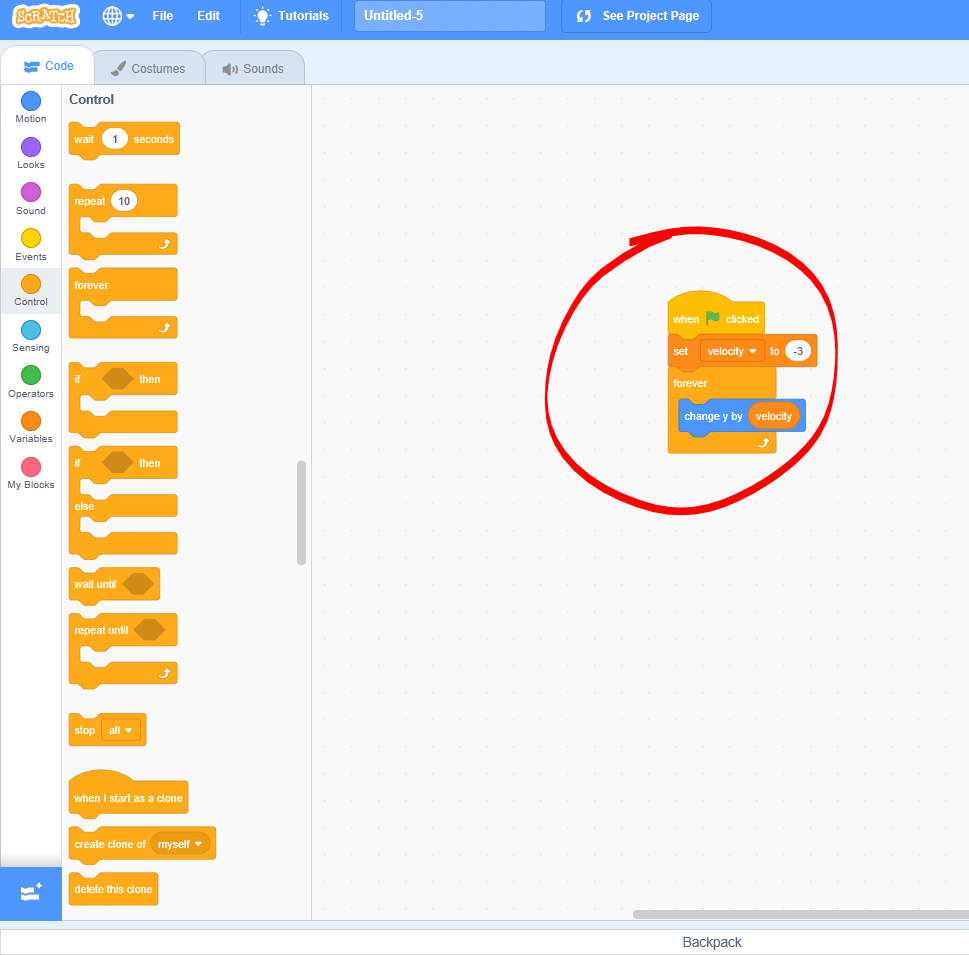 SCRATCH File Edit Tutorials Untitled-5 See Project Page
Code Costumes Sounds
Motion
Looks
Sound
Events
Control
Sensing
Operators
Variables
My Blocks
Control
wait 1 seconds
repeat 10
forever
if then
if then
else
wait until
repeat until
stop all
when I start as a clone
create clone of myself
delete this clone
when clicked
set velocity to -3
forever
change y by velocity
Backpack